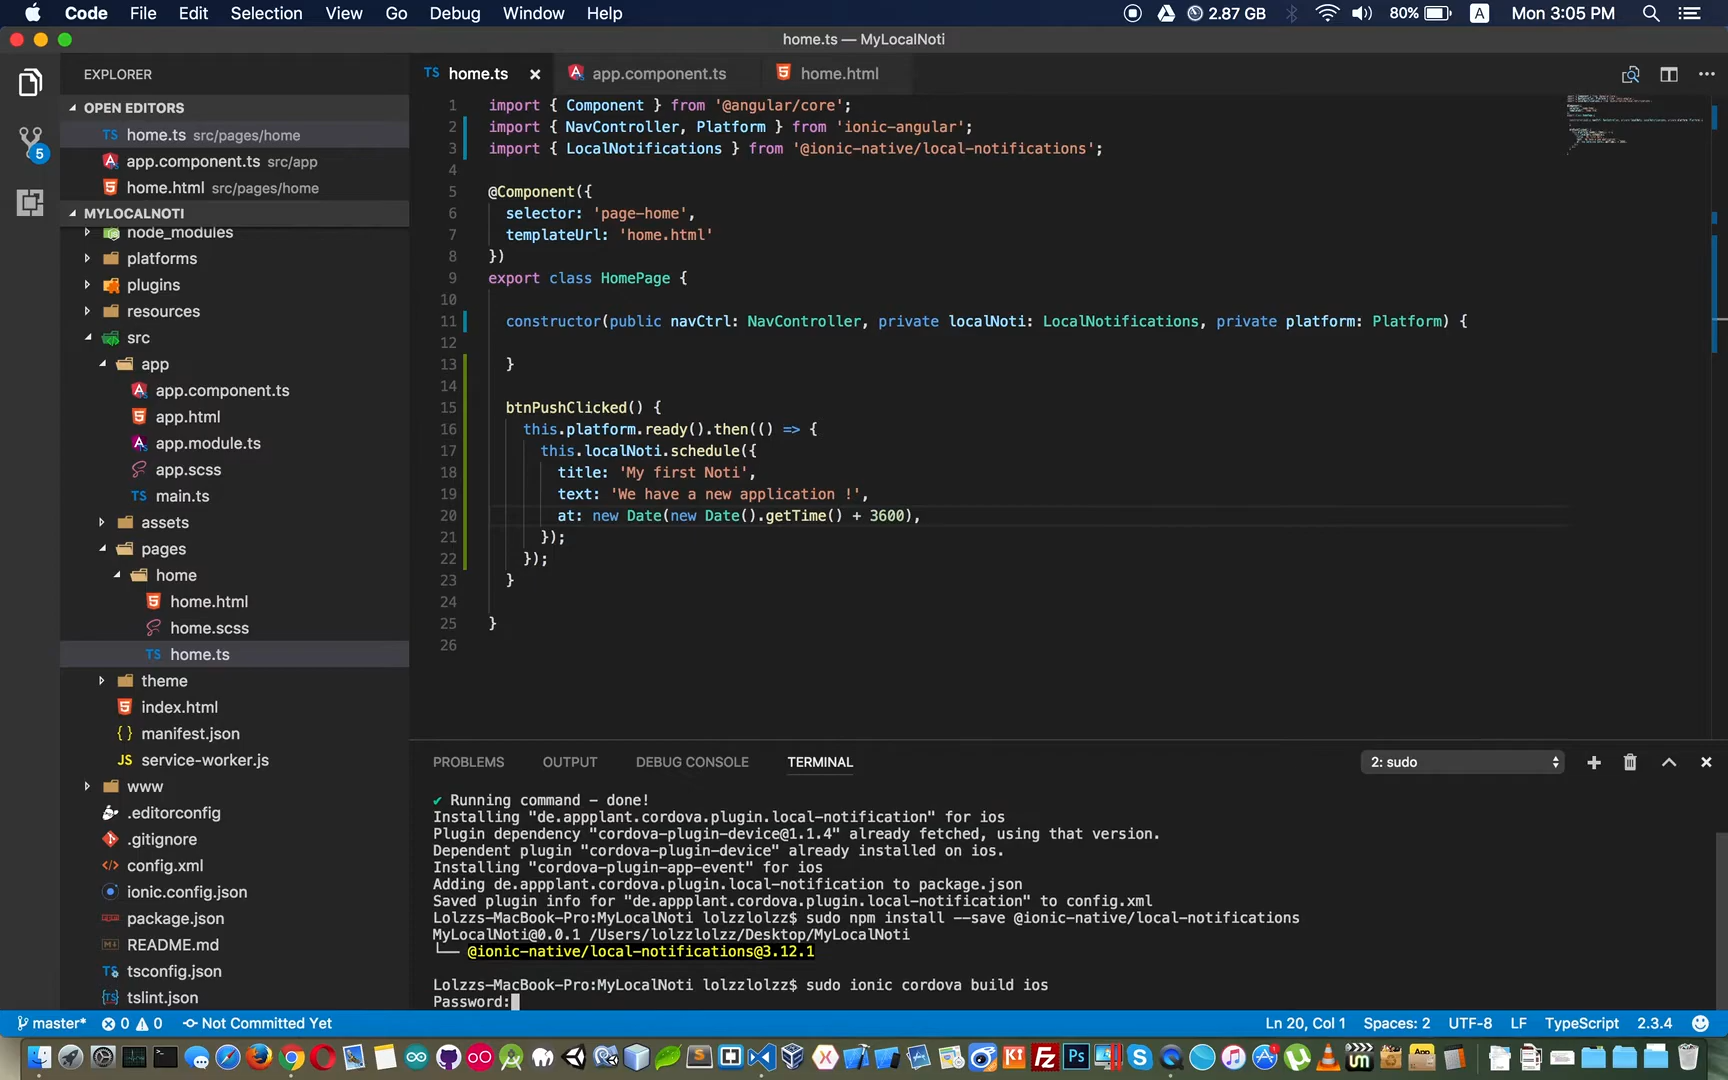 Code File Edit Selection View Go Debug Window Help 2.87 GB 80% A Mon 3:05 PM
home.ts — MyLocalNoti
EXPLORER
TS home.ts app.component.ts home.html
OPEN EDITORS
TS home.ts src/pages/home
app.component.ts src/app
home.html src/pages/home
5
MYLOCALNOTI
node_modules
platforms
plugins
resources
src
app
app.component.ts
app.html
app.module.ts
app.scss
TS main.ts
assets
pages
home
home.html
home.scss
TS home.ts
theme
index.html
{ } manifest.json
JS service-worker.js
www
.editorconfig
.gitignore
config.xml
ionic.config.json
package.json
README.md
tsconfig.json
tslint.json
1 import { Component } from '@angular/core';
2 import { NavController, Platform } from 'ionic-angular';
3 import { LocalNotifications } from '@ionic-native/local-notifications';
4
5 @Component({
6 selector: 'page-home',
7 templateUrl: 'home.html'
8 })
9 export class HomePage {
10
11 constructor(public navCtrl: NavController, private localNoti: LocalNotifications, private platform: Platform) {
12
13 }
14
15 btnPushClicked() {
16 this.platform.ready().then(() => {
17 this.localNoti.schedule({
18 title: 'My first Noti',
19 text: 'We have a new application !',
20 at: new Date(new Date().getTime() + 3600),
21 });
22 });
23 }
24
25 }
26
PROBLEMS OUTPUT DEBUG CONSOLE TERMINAL 2: sudo
✔ Running command - done!
Installing "de.appplant.cordova.plugin.local-notification" for ios
Plugin dependency "cordova-plugin-device@1.1.4" already fetched, using that version.
Dependent plugin "cordova-plugin-device" already installed on ios.
Installing "cordova-plugin-app-event" for ios
Adding de.appplant.cordova.plugin.local-notification to package.json
Saved plugin info for "de.appplant.cordova.plugin.local-notification" to config.xml
Lolzzs-MacBook-Pro:MyLocalNoti lolzzlolzz$ sudo npm install --save @ionic-native/local-notifications
MyLocalNoti@0.0.1 /Users/lolzzlolzz/Desktop/MyLocalNoti
└── @ionic-native/local-notifications@3.12.1
Lolzzs-MacBook-Pro:MyLocalNoti lolzzlolzz$ sudo ionic cordova build ios
Password:
master* 0 0 Not Committed Yet Ln 20, Col 1 Spaces: 2 UTF-8 LF TypeScript 2.3.4